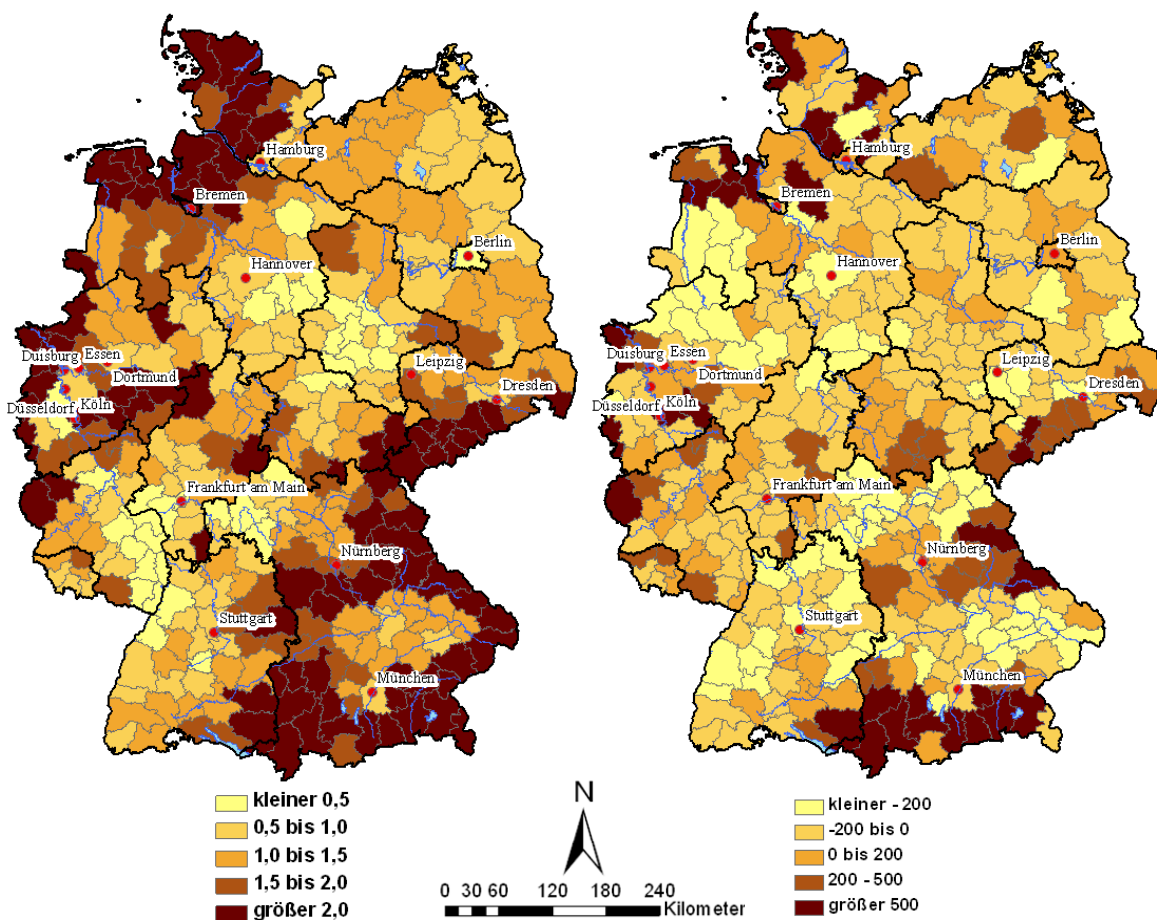 Hamburg
Bremen
Berlin
Hannover
Duisburg
Essen
Dortmund
Leipzig
Düsseldorf
Köln
Dresden
Frankfurt am Main
Nürnberg
Stuttgart
München
kleiner 0,5
0,5 bis 1,0
1,0 bis 1,5
1,5 bis 2,0
größer 2,0
Hamburg
Bremen
Berlin
Hannover
Duisburg
Essen
Dortmund
Leipzig
Düsseldorf
Köln
Dresden
Frankfurt am Main
Nürnberg
Stuttgart
München
kleiner -200
-200 bis 0
0 bis 200
200 - 500
größer 500
N
0 30 60 120 180 240
Kilometer